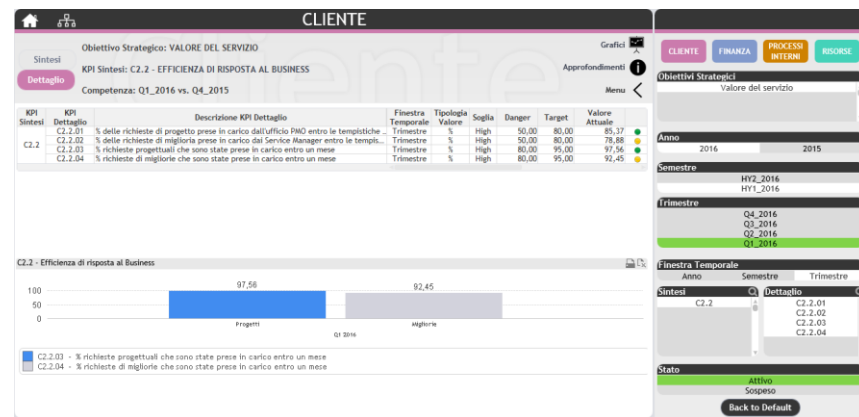 CLIENTE
Sintesi
Dettaglio
Obiettivo Strategico: VALORE DEL SERVIZIO
KPI Sintesi: C2.2 - EFFICIENZA DI RISPOSTA AL BUSINESS
Competenza: Q1_2016 vs. Q4_2015
Grafici
Approfondimenti
Menu
KPI Sintesi KPI Dettaglio Descrizione KPI Dettaglio Finestra Temporale Tipologia Valore Soglia Danger Target Valore Attuale
C2.2
C2.2.01 % delle richieste di progetto prese in carico dall'ufficio PMO entro le tempistiche ... Trimestre % High 50,00 80,00 85,37
C2.2.02 % delle richieste di miglioria prese in carico dai Service Manager entro le tempis... Trimestre % High 50,00 80,00 78,88
C2.2.03 % richieste progettuali che sono state prese in carico entro un mese Trimestre % High 80,00 95,00 97,56
C2.2.04 % richieste di migliorie che sono state prese in carico entro un mese Trimestre % High 80,00 95,00 92,45
C2.2 - Efficienza di risposta al Business
100
50
0
97,56
92,45
Progetti
Migliorie
Q1 2016
C2.2.03 - % richieste progettuali che sono state prese in carico entro un mese
C2.2.04 - % richieste di migliorie che sono state prese in carico entro un mese
CLIENTE FINANZA PROCESSI INTERNI RISORSE
Obiettivi Strategici
Valore del servizio
Anno
2016 2015
Semestre
HY2_2016
HY1_2016
Trimestre
Q4_2016
Q3_2016
Q2_2016
Q1_2016
Finestra Temporale
Anno Semestre Trimestre
Sintesi
C2.2
Dettaglio
C2.2.01
C2.2.02
C2.2.03
C2.2.04
Stato
Attivo
Sospeso
Back to Default